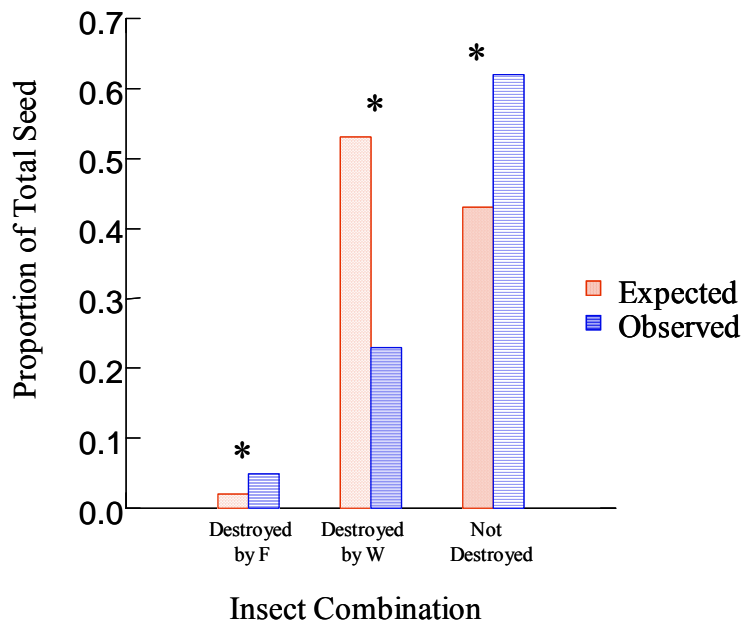 0.7
0.6
0.5
0.4
0.3
0.2
0.1
0.0
Proportion of Total Seed
*
*
*
Expected
Observed
Destroyed
by F
Destroyed
by W
Not
Destroyed
Insect Combination